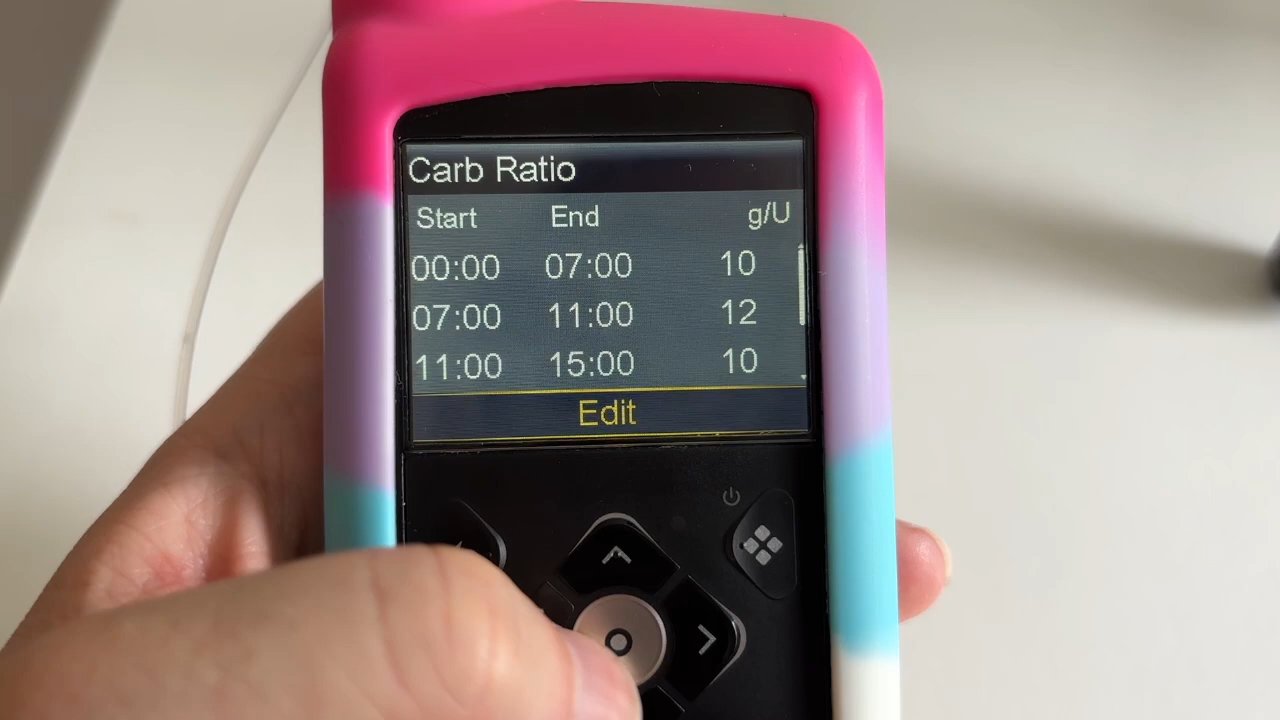 Carb Ratio
Start End g/U
00:00 07:00 10
07:00 11:00 12
11:00 15:00 10
Edit